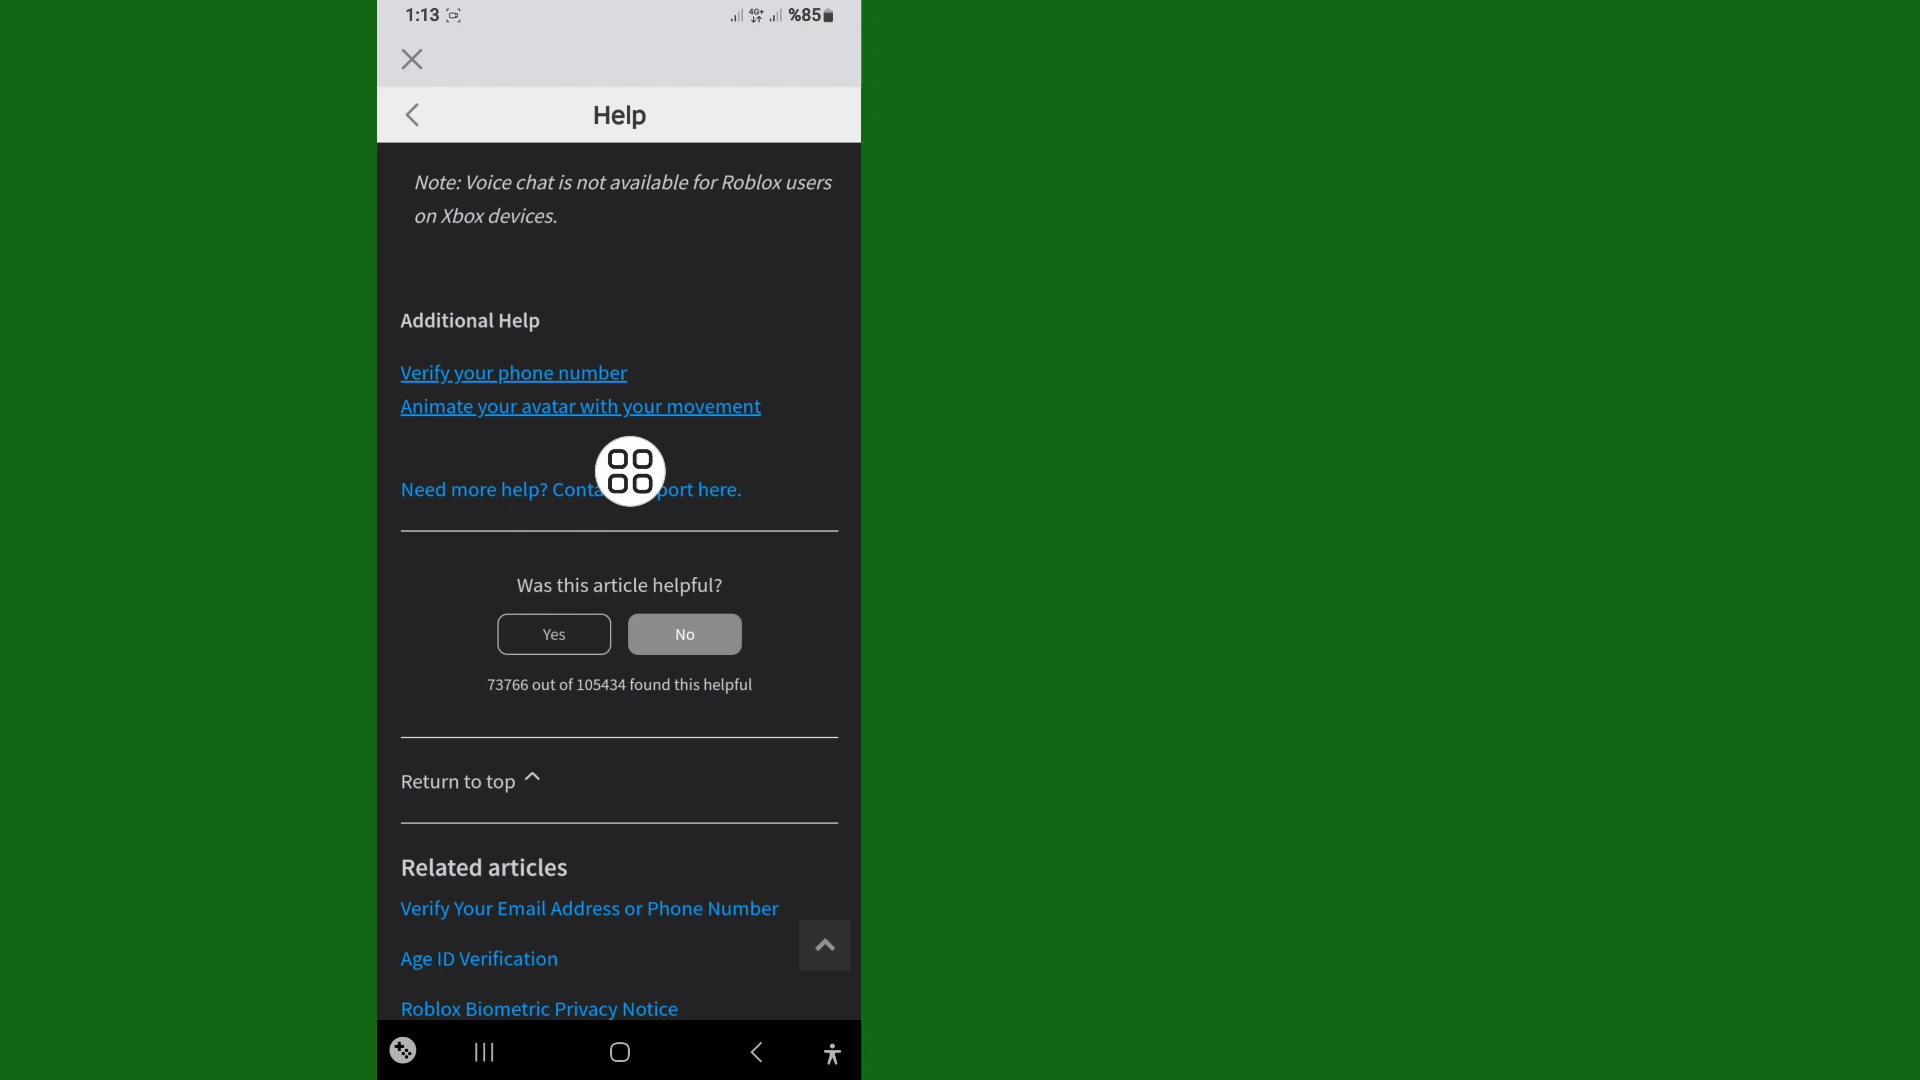 1:13 4G+ %85
Help
Note: Voice chat is not available for Roblox users
on Xbox devices.
Additional Help
Verify your phone number
Animate your avatar with your movement
Need more help? Conta port here.
Was this article helpful?
Yes No
73766 out of 105434 found this helpful
Return to top
Related articles
Verify Your Email Address or Phone Number
Age ID Verification
Roblox Biometric Privacy Notice